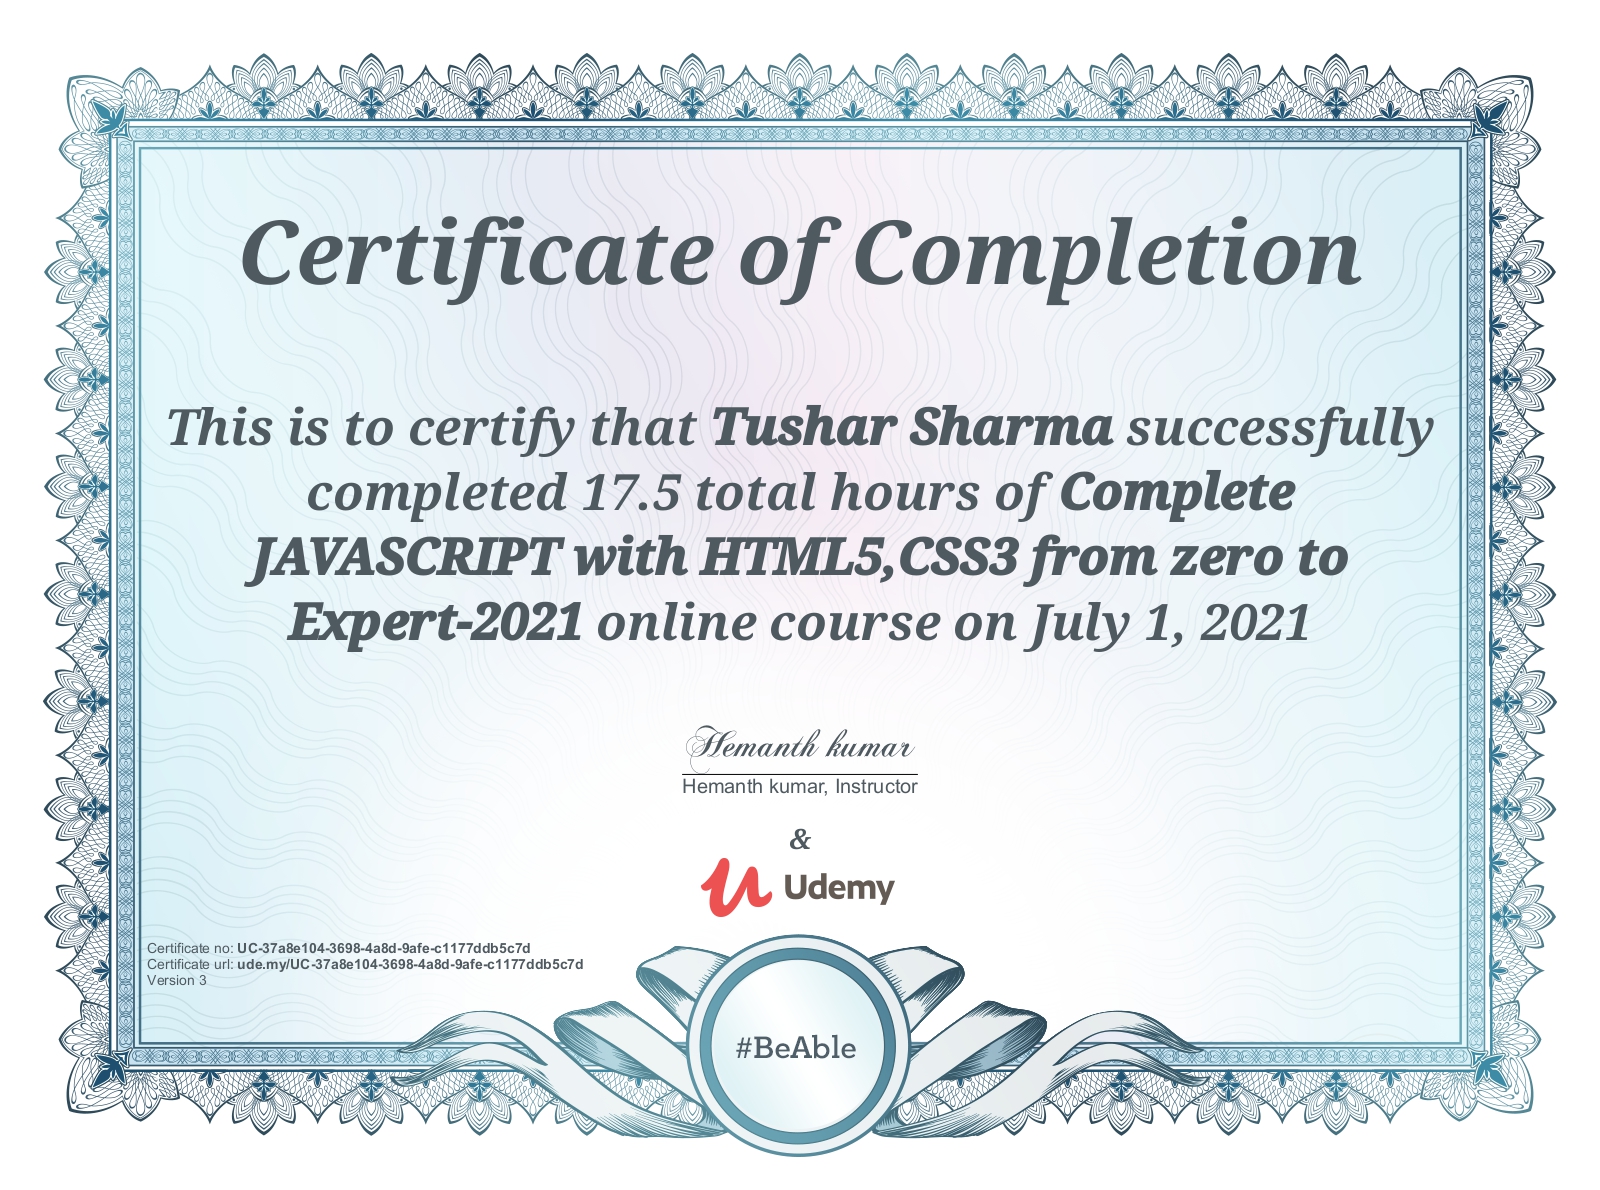 Certificate of Completion
This is to certify that Tushar Sharma successfully
completed 17.5 total hours of Complete
JAVASCRIPT with HTML5,CSS3 from zero to
Expert-2021 online course on July 1, 2021
Hemanth kumar
Hemanth kumar, Instructor
&
Udemy
Certificate no: UC-37a8e104-3698-4a8d-9afe-c1177ddb5c7d
Certificate url: ude.my/UC-37a8e104-3698-4a8d-9afe-c1177ddb5c7d
Version 3
#BeAble